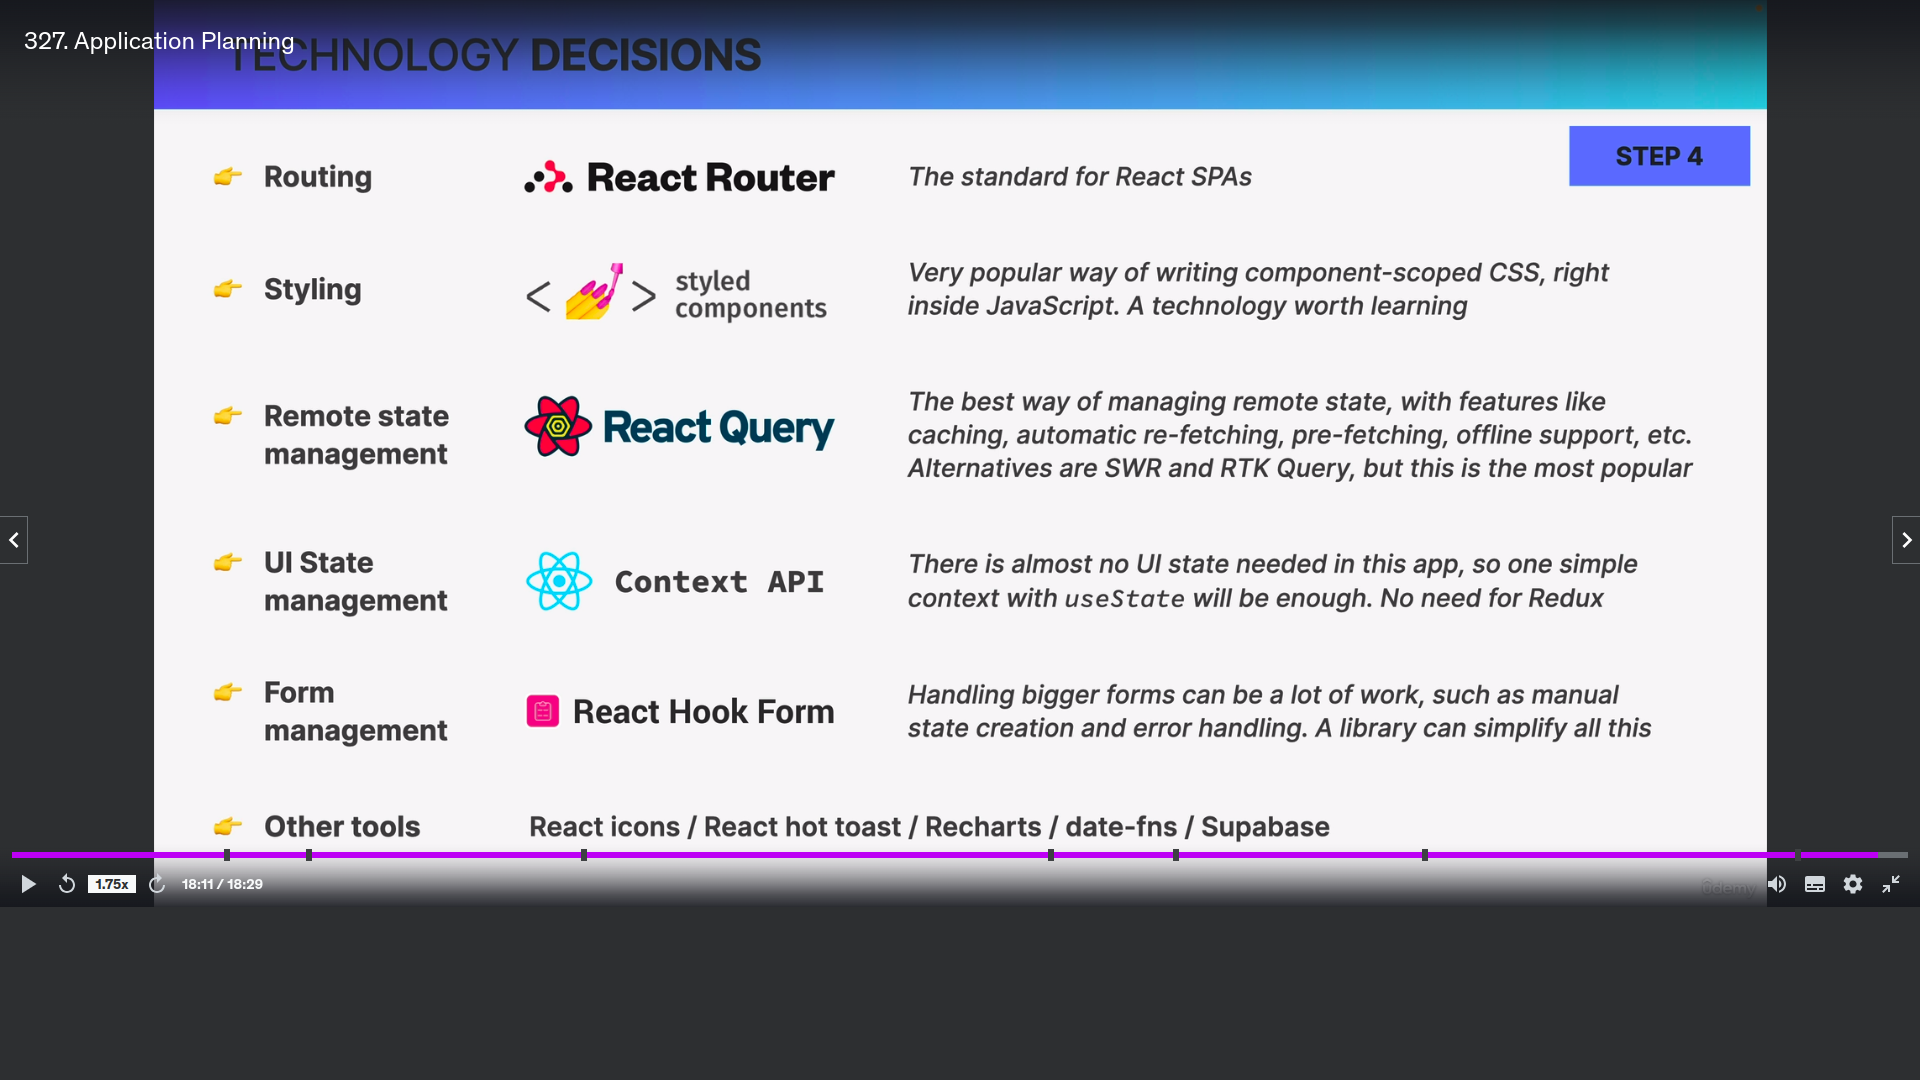 327. Application Planning
TECHNOLOGY DECISIONS
STEP 4
Routing
React Router
The standard for React SPAs
Styling
< > styled
components
Very popular way of writing component-scoped CSS, right
inside JavaScript. A technology worth learning
Remote state
management
React Query
The best way of managing remote state, with features like
caching, automatic re-fetching, pre-fetching, offline support, etc.
Alternatives are SWR and RTK Query, but this is the most popular
UI State
management
Context API
There is almost no UI state needed in this app, so one simple
context with useState will be enough. No need for Redux
Form
management
React Hook Form
Handling bigger forms can be a lot of work, such as manual
state creation and error handling. A library can simplify all this
Other tools
React icons / React hot toast / Recharts / date-fns / Supabase
1.75x
18:11 / 18:29
Udemy